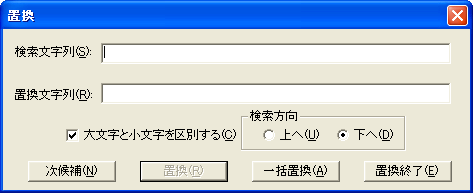 置換
検索文字列(S):
置換文字列(R):
大文字と小文字を区別する(C)
検索方向
上へ(U)
下へ(D)
次候補(N)
置換(R)
一括置換(A)
置換終了(E)